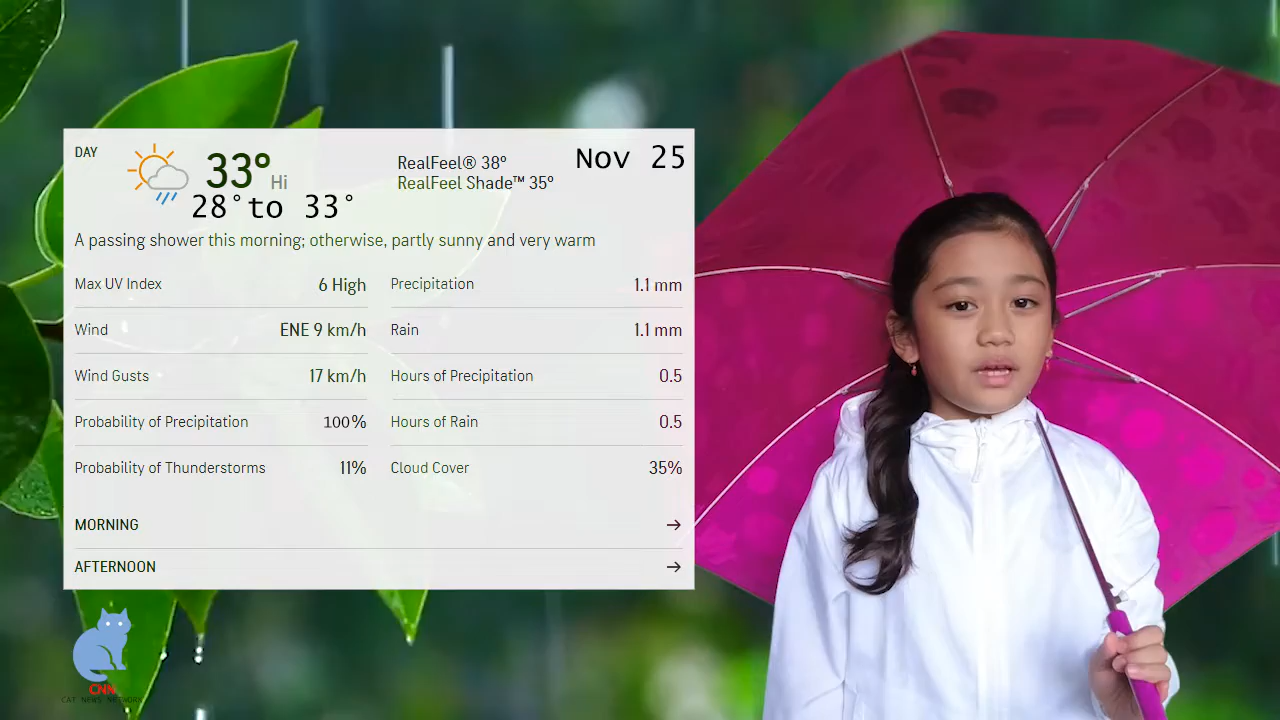 DAY
33° Hi
RealFeel® 38°
RealFeel Shade™ 35°
Nov 25
28° to 33°
A passing shower this morning; otherwise, partly sunny and very warm
Max UV Index 6 High
Precipitation 1.1 mm
Wind ENE 9 km/h
Rain 1.1 mm
Wind Gusts 17 km/h
Hours of Precipitation 0.5
Probability of Precipitation 100%
Hours of Rain 0.5
Probability of Thunderstorms 11%
Cloud Cover 35%
MORNING →
AFTERNOON →
CNN
CAT NEWS NETWORK